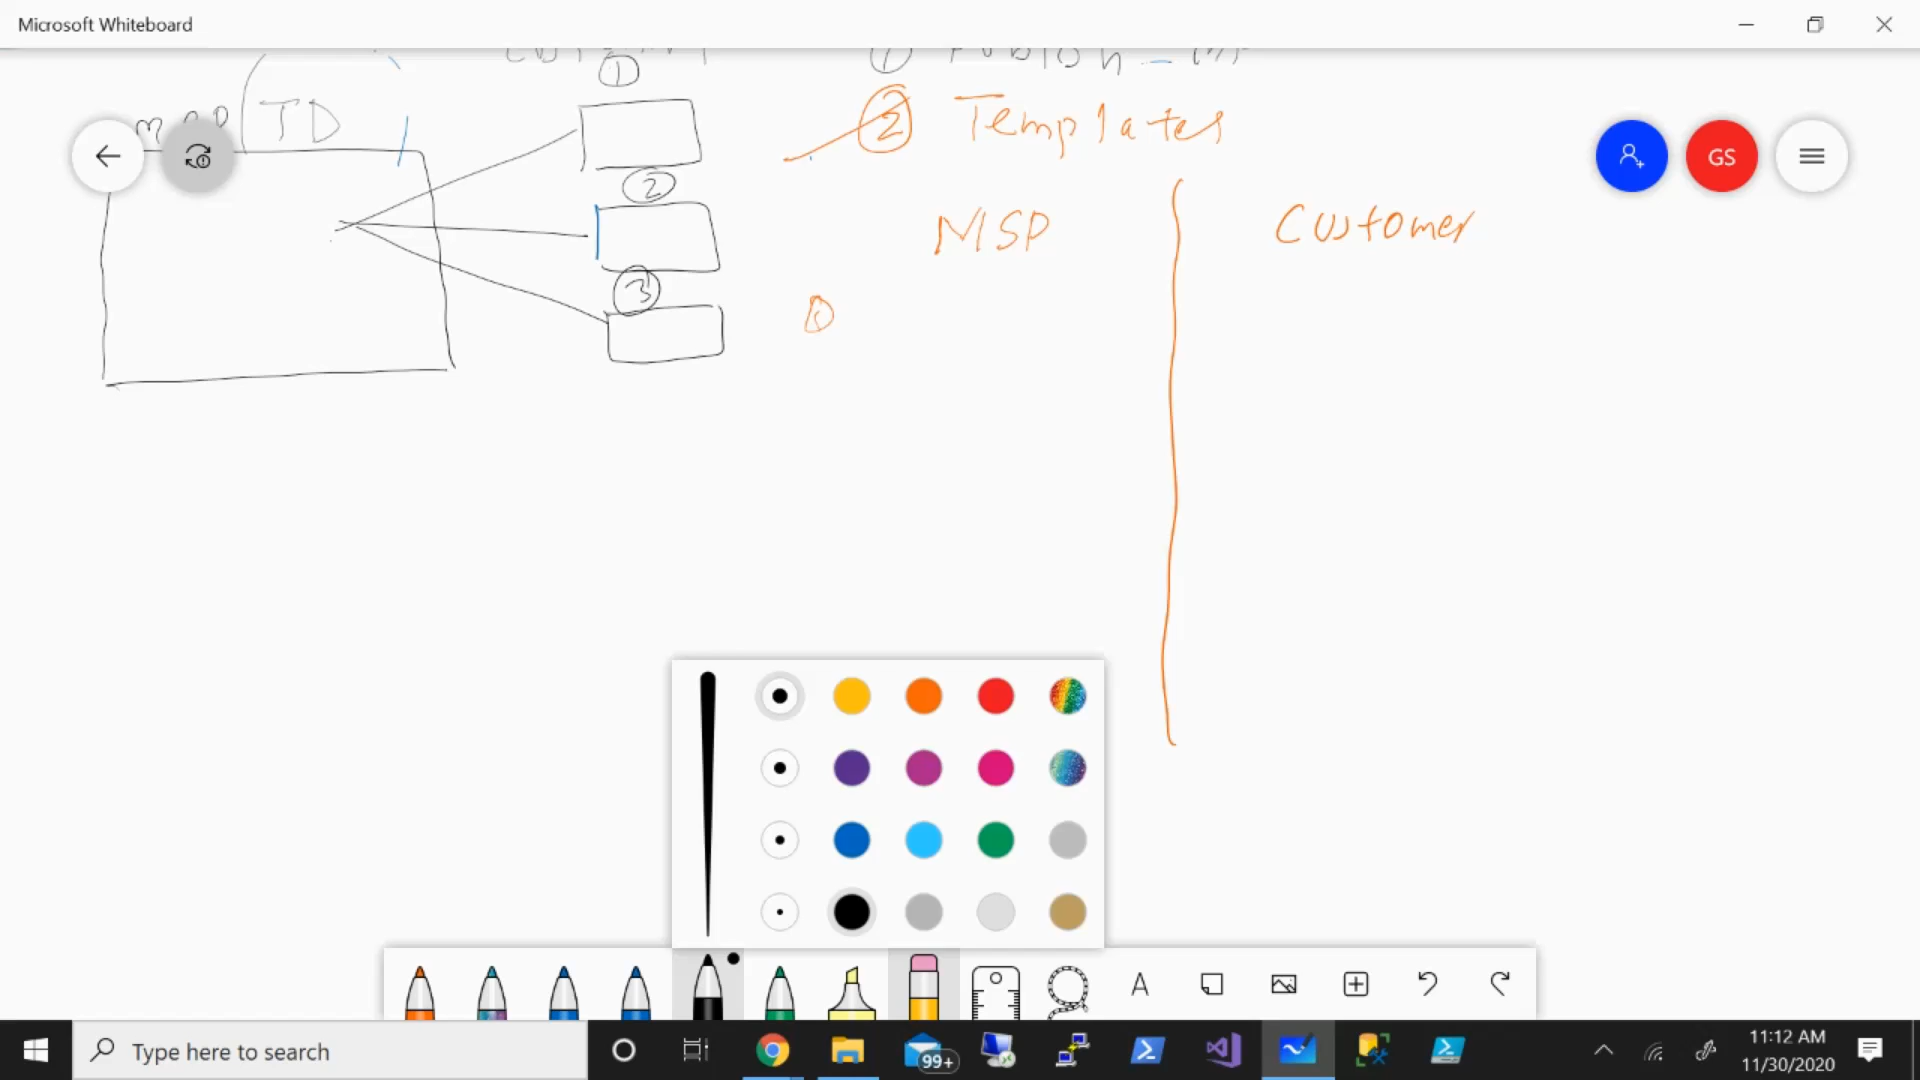 Microsoft Whiteboard
①
②
③
TD
② Templates
MSP
Customer
①
GS
A
Type here to search
99+
11:12 AM
11/30/2020